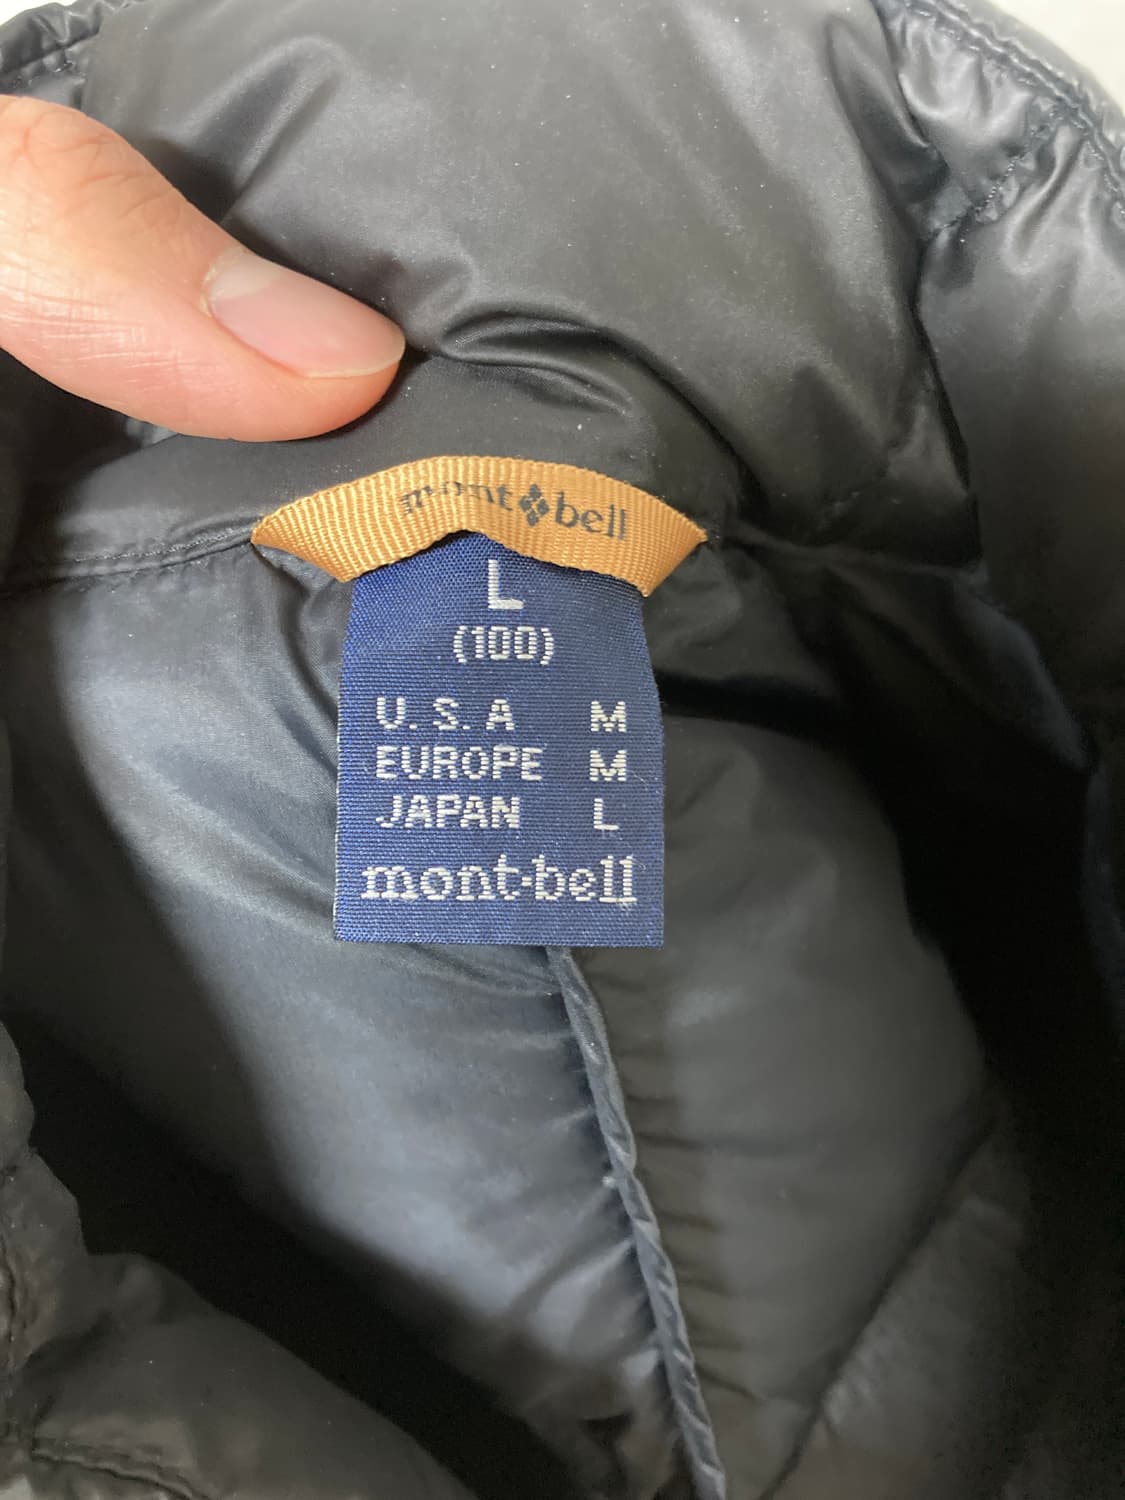 mont bell
L
(100)
U.S.A M
EUROPE M
JAPAN L
mont-bell